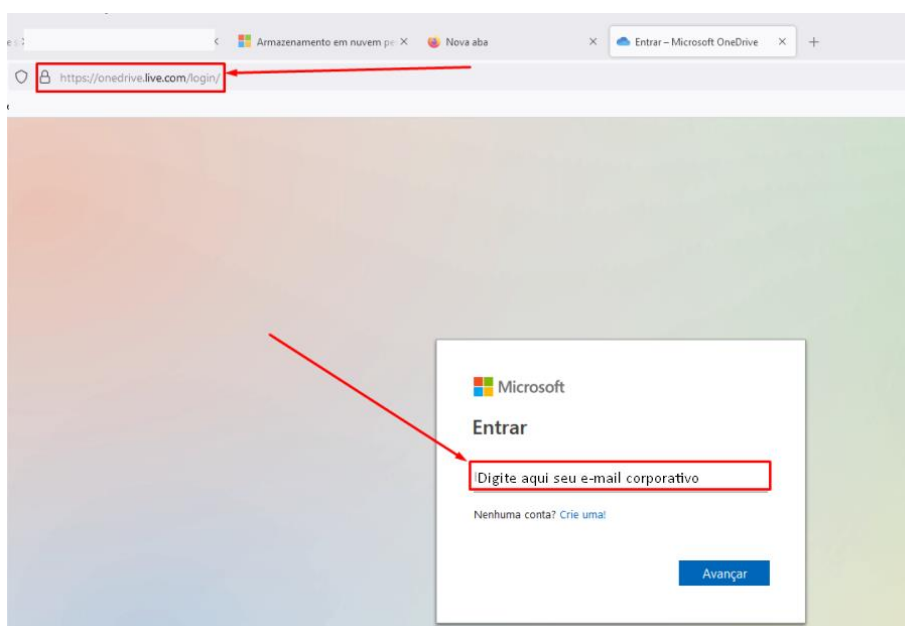 Armazenamento em nuvem pe
Nova aba
Entrar – Microsoft OneDrive
https://onedrive.live.com/login/
Microsoft
Entrar
Digite aqui seu e-mail corporativo
Nenhuma conta? Crie uma!
Avançar